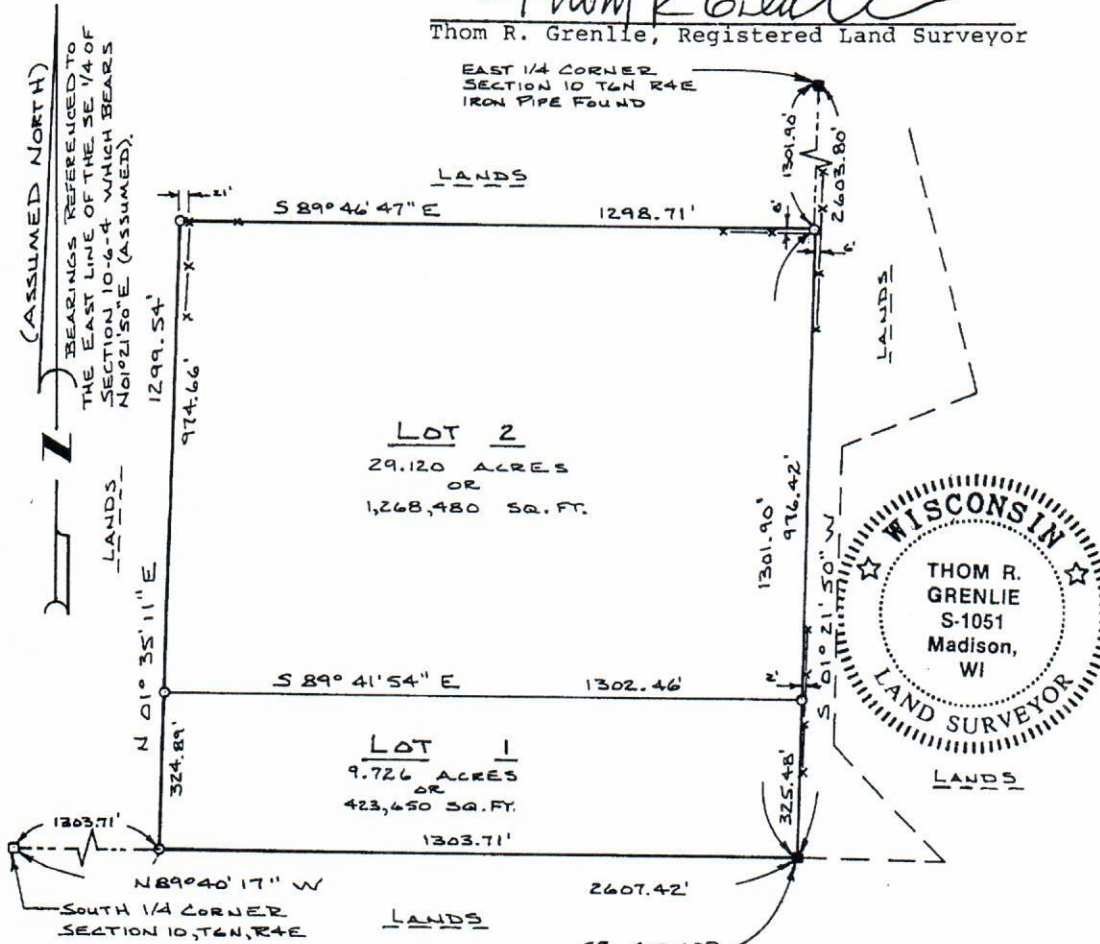 Thom R Grenlie
Thom R. Grenlie, Registered Land Surveyor
EAST 1/4 CORNER
SECTION 10 T6N R4E
IRON PIPE FOUND
(ASSUMED NORTH)
BEARINGS REFERENCED TO
THE EAST LINE OF THE SE 1/4 OF
SECTION 10-6-4 WHICH BEARS
N01°21'50"E (ASSUMED).
1301.90'
2603.80'
LANDS
21'
S 89° 46' 47" E
1298.71'
6'
LANDS
1299.54'
974.66'
LOT 2
29.120 ACRES
OR
1,268,480 SQ. FT.
LANDS
1301.90'
976.42'
N 01° 35' 11" E
S 01° 21' 50" W
WISCONSIN
THOM R.
GRENLIE
S-1051
Madison,
WI
LAND SURVEYOR
S 89° 41' 54" E
1302.46'
2'
LOT 1
9.726 ACRES
OR
423,650 SQ. FT.
324.89'
325.48'
LANDS
1303.71'
1303.71'
N89°40'17" W
2607.42'
SOUTH 1/4 CORNER
SECTION 10, T6N, R4E
LANDS